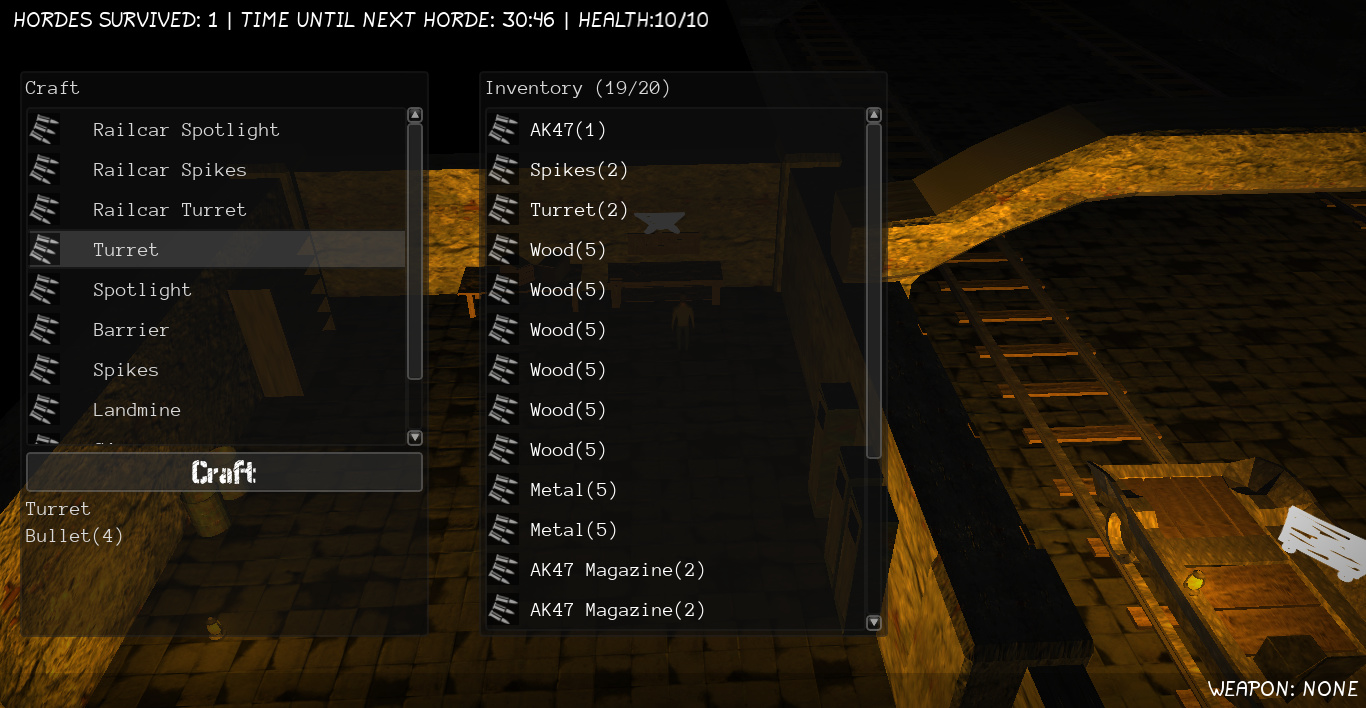 HORDES SURVIVED: 1 | TIME UNTIL NEXT HORDE: 30:46 | HEALTH:10/10
Craft
Railcar Spotlight
Railcar Spikes
Railcar Turret
Turret
Spotlight
Barrier
Spikes
Landmine
Craft
Turret
Bullet(4)
Inventory (19/20)
AK47(1)
Spikes(2)
Turret(2)
Wood(5)
Wood(5)
Wood(5)
Wood(5)
Wood(5)
Wood(5)
Metal(5)
Metal(5)
AK47 Magazine(2)
AK47 Magazine(2)
WEAPON: NONE